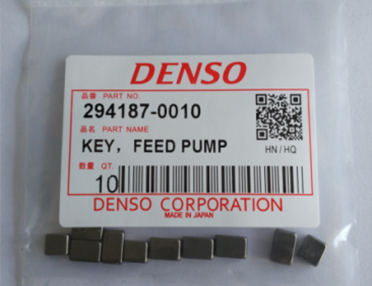 DENSO
品番 PART NO.
294187-0010
品名 PART NAME
KEY, FEED PUMP
HN / HQ
数量 QT.
10
DENSO CORPORATION
MADE IN JAPAN